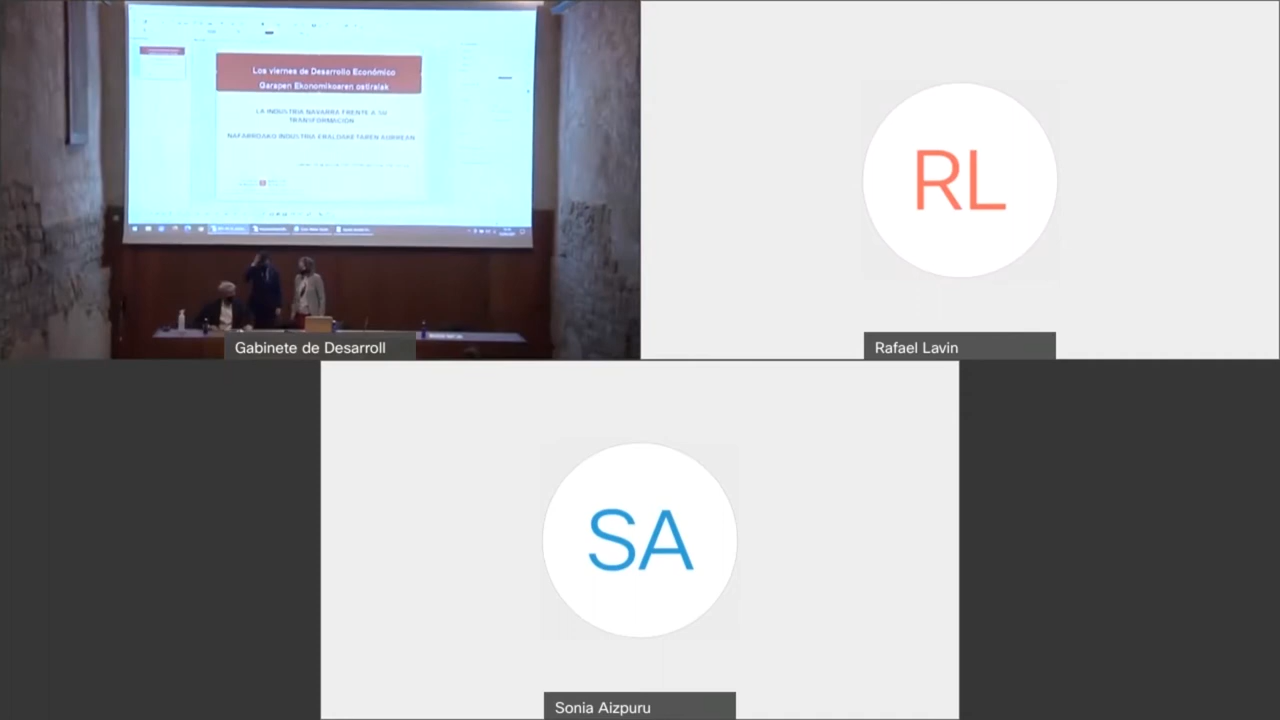 Los viernes de Desarrollo Económico
Garapen Ekonomikoaren ostiralak
LA INDUSTRIA NAVARRA FRENTE A SU
TRANSFORMACIÓN
NAFARROAKO INDUSTRIA ERALDAKETAREN AURREAN
Gabinete de Desarroll
RL
Rafael Lavin
SA
Sonia Aizpuru